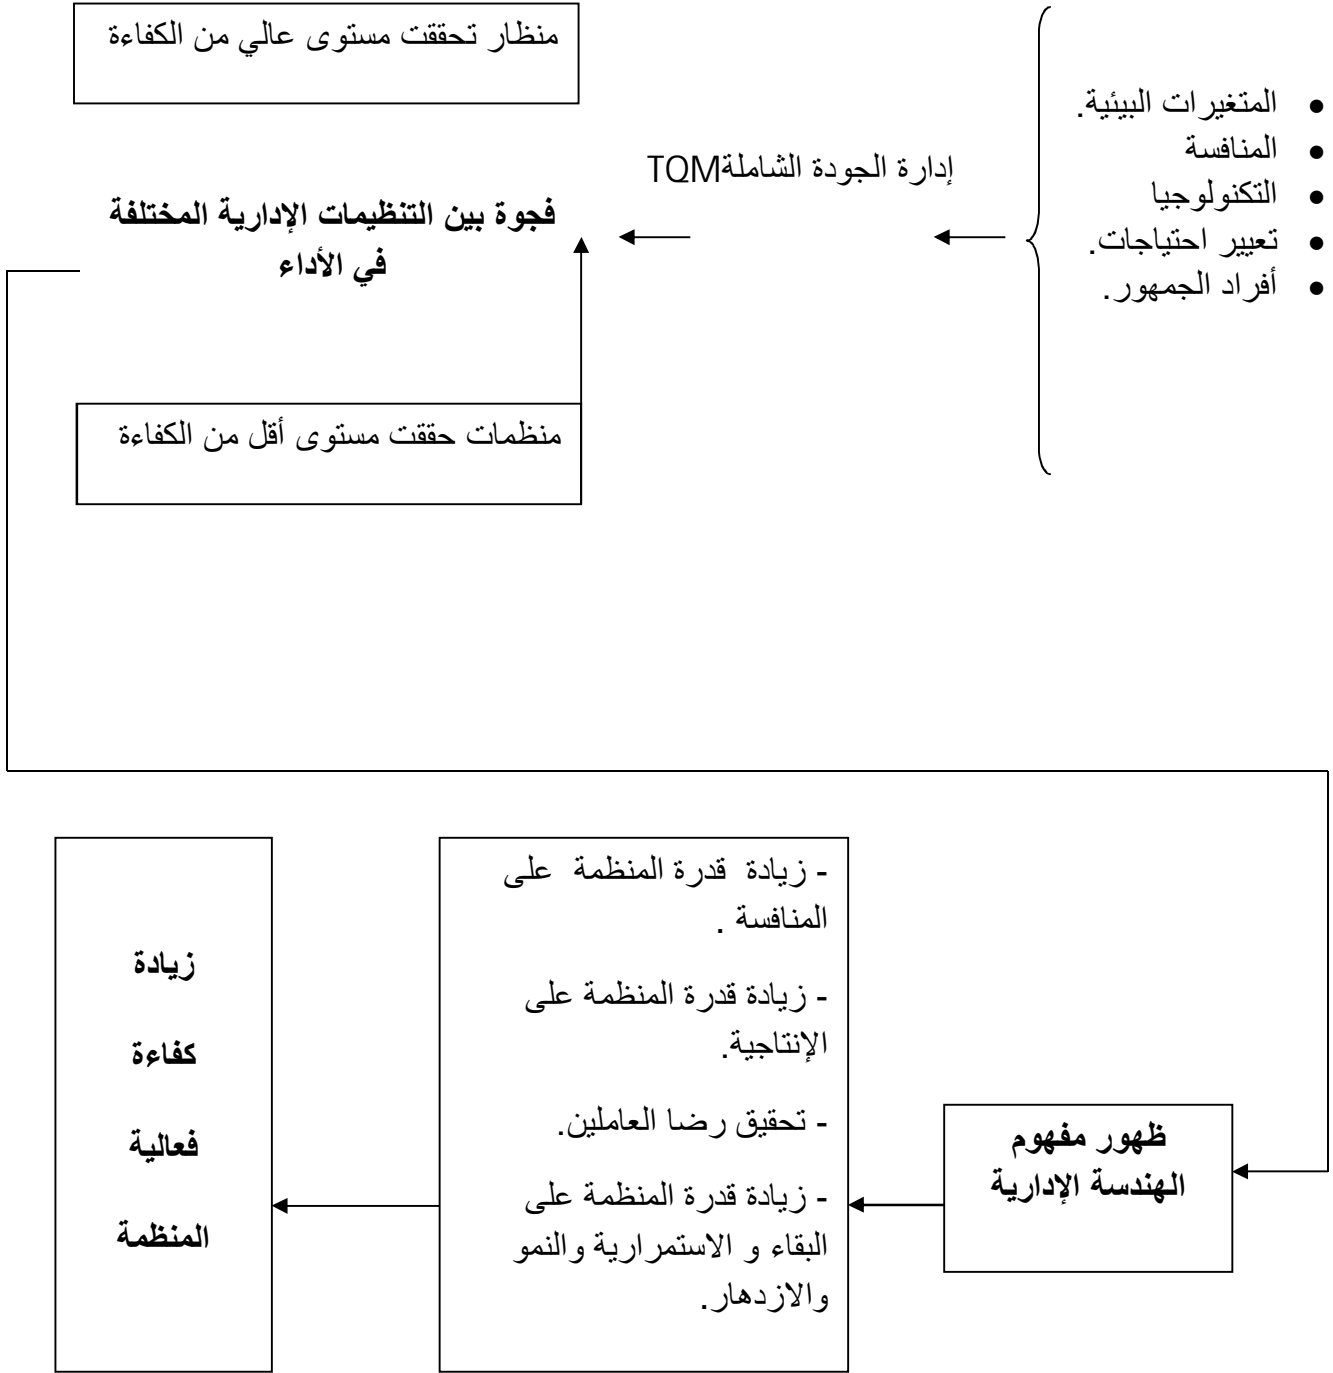 منظار تحققت مستوى عالي من الكفاءة
• المتغيرات البيئية.
• المنافسة
• التكنولوجيا
• تعيير احتياجات.
• أفراد الجمهور.
إدارة الجودة الشاملةTQM
فجوة بين التنظيمات الإدارية المختلفة
في الأداء
منظمات حققت مستوى أقل من الكفاءة
ظهور مفهوم
الهندسة الإدارية
- زيادة قدرة المنظمة على
المنافسة .
- زيادة قدرة المنظمة على
الإنتاجية.
- تحقيق رضا العاملين.
- زيادة قدرة المنظمة على
البقاء و الاستمرارية والنمو
والازدهار.
زيادة
كفاءة
فعالية
المنظمة